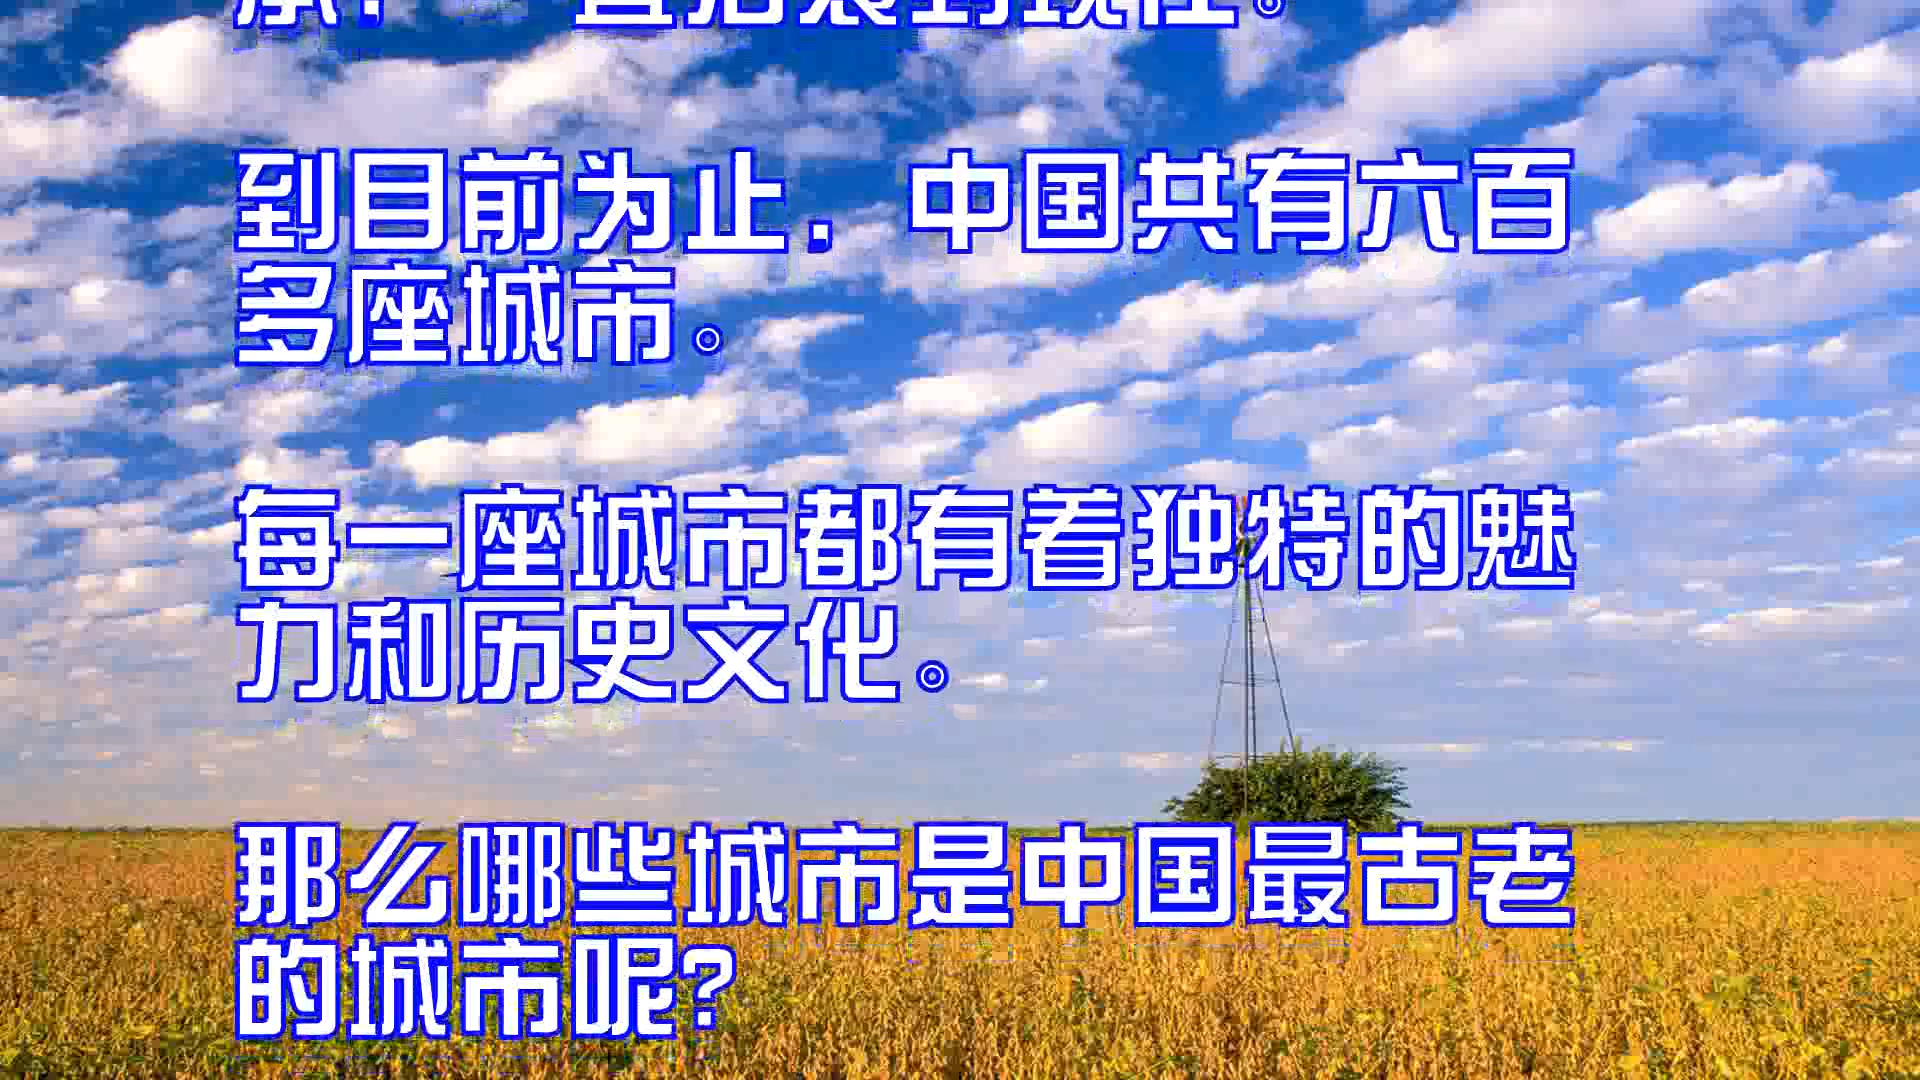 到目前为止，中国共有六百
多座城市。
每一座城市都有着独特的魅
力和历史文化。
那么哪些城市是中国最古老
的城市呢？